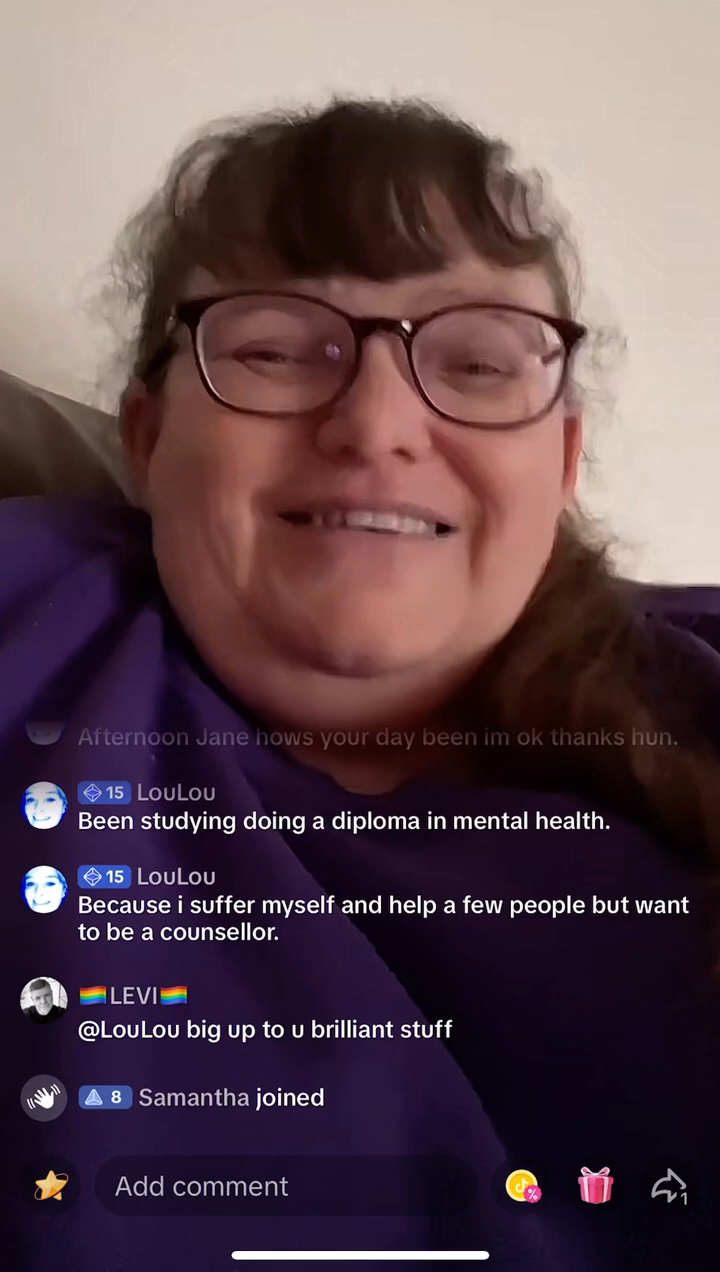 Afternoon Jane hows your day been im ok thanks hun.
15 LouLou
Been studying doing a diploma in mental health.
15 LouLou
Because i suffer myself and help a few people but want
to be a counsellor.
🏳️‍🌈LEVI🏳️‍🌈
@LouLou big up to u brilliant stuff
8 Samantha joined
Add comment
%
1